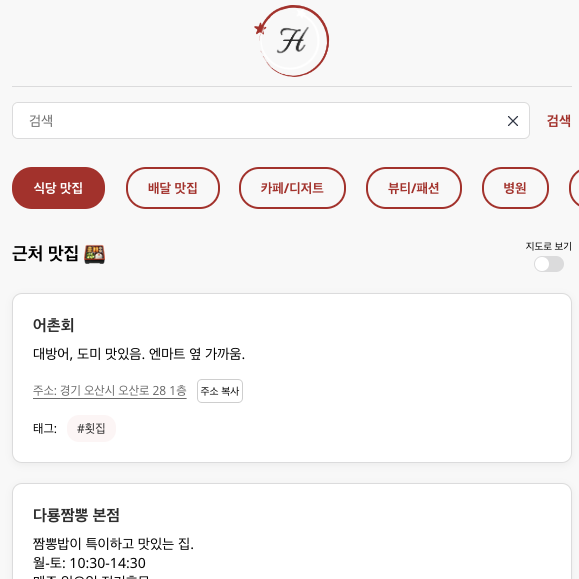 H
검색
검색
식당 맛집
배달 맛집
카페/디저트
뷰티/패션
병원
근처 맛집
지도로 보기
어촌회
대방어, 도미 맛있음. 엔마트 옆 가까움.
주소: 경기 오산시 오산로 28 1층
주소 복사
태그: #횟집
다룡짬뽕 본점
짬뽕밥이 특이하고 맛있는 집.
월-토: 10:30-14:30